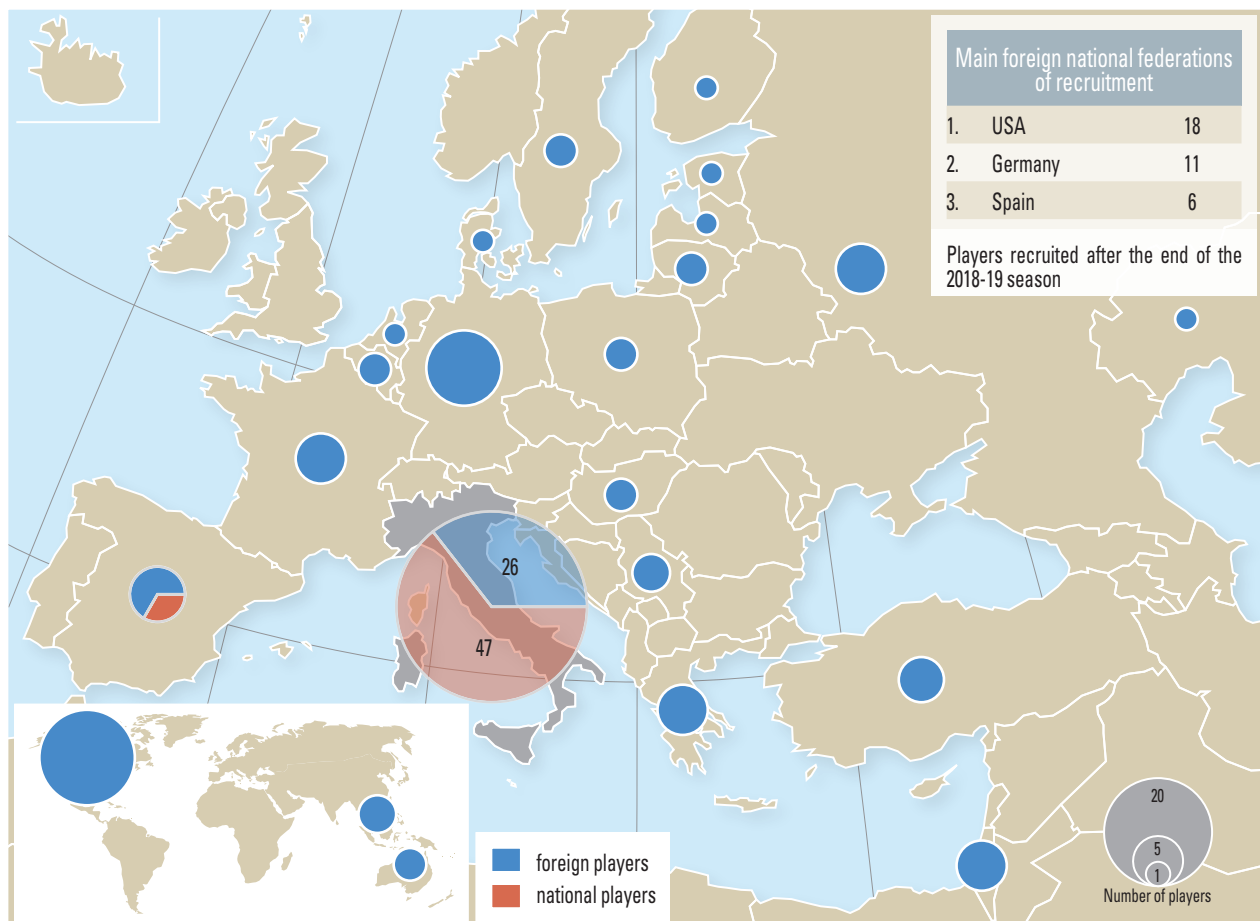 Main foreign national federations
of recruitment
1. USA 18
2. Germany 11
3. Spain 6
Players recruited after the end of the
2018-19 season
26
47
foreign players
national players
20
5
1
Number of players